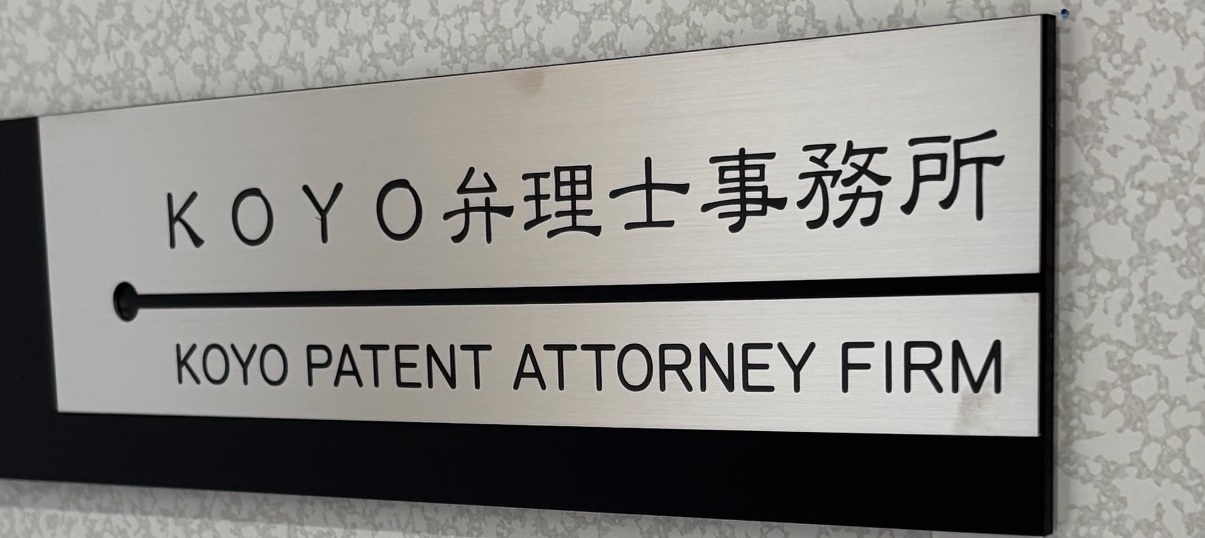 KOYO弁理士事務所
KOYO PATENT ATTORNEY FIRM